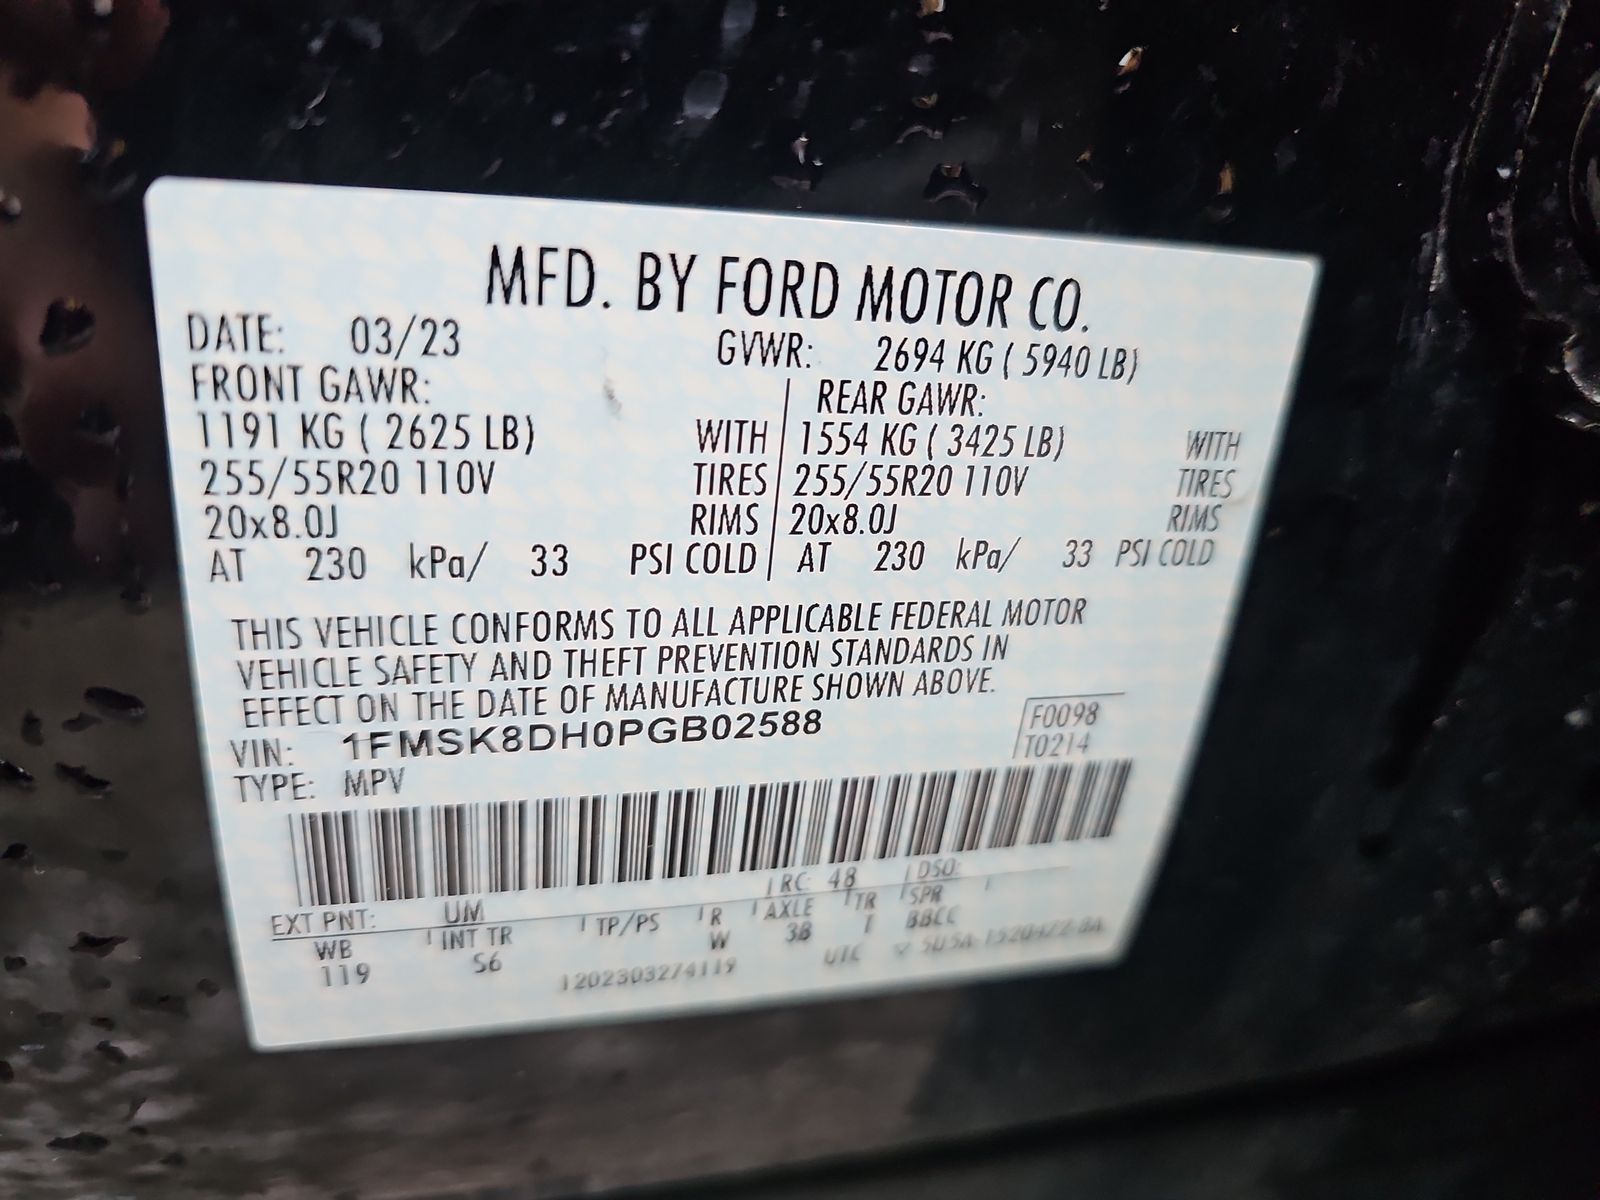 MFD. BY FORD MOTOR CO.
DATE: 03/23 GVWR: 2694 KG ( 5940 LB)
FRONT GAWR: REAR GAWR:
1191 KG ( 2625 LB) WITH 1554 KG ( 3425 LB) WITH
255/55R20 110V TIRES 255/55R20 110V TIRES
20x8.0J RIMS 20x8.0J RIMS
AT 230 kPa/ 33 PSI COLD AT 230 kPa/ 33 PSI COLD
THIS VEHICLE CONFORMS TO ALL APPLICABLE FEDERAL MOTOR
VEHICLE SAFETY AND THEFT PREVENTION STANDARDS IN
EFFECT ON THE DATE OF MANUFACTURE SHOWN ABOVE.
VIN: 1FMSK8DH0PGB02588 F0098
TYPE: MPV T0214
EXT PNT: UM RC: 48 DSO:
WB INT TR TP/PS R AXLE TR SPR
119 S6 W 3B T BBCC
1202303274119 UTC